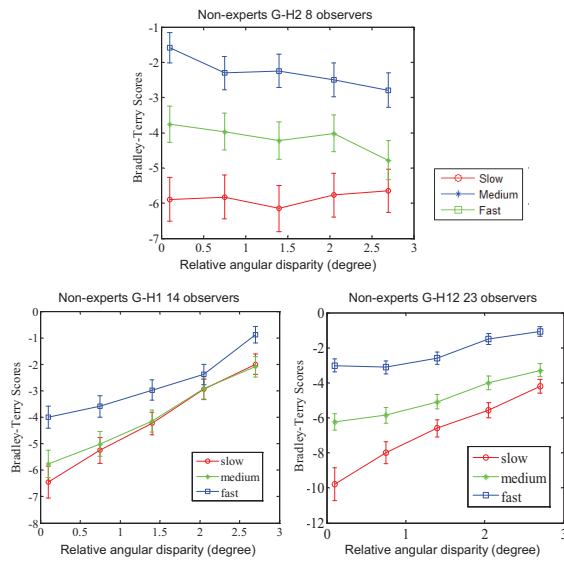 Non-experts G-H2 8 observers
Bradley-Terry Scores
-1
-2
-3
-4
-5
-6
-7
0 0.5 1 1.5 2 2.5 3
Relative angular disparity (degree)
Slow
Medium
Fast
Non-experts G-H1 14 observers
Bradley-Terry Scores
0
-1
-2
-3
-4
-5
-6
-7
-8
0 0.5 1 1.5 2 2.5 3
Relative angular disparity (degree)
slow
medium
fast
Non-experts G-H12 23 observers
Bradley-Terry Scores
0
-2
-4
-6
-8
-10
-12
0 1 2 3
Relative angular disparity (degree)
slow
medium
fast